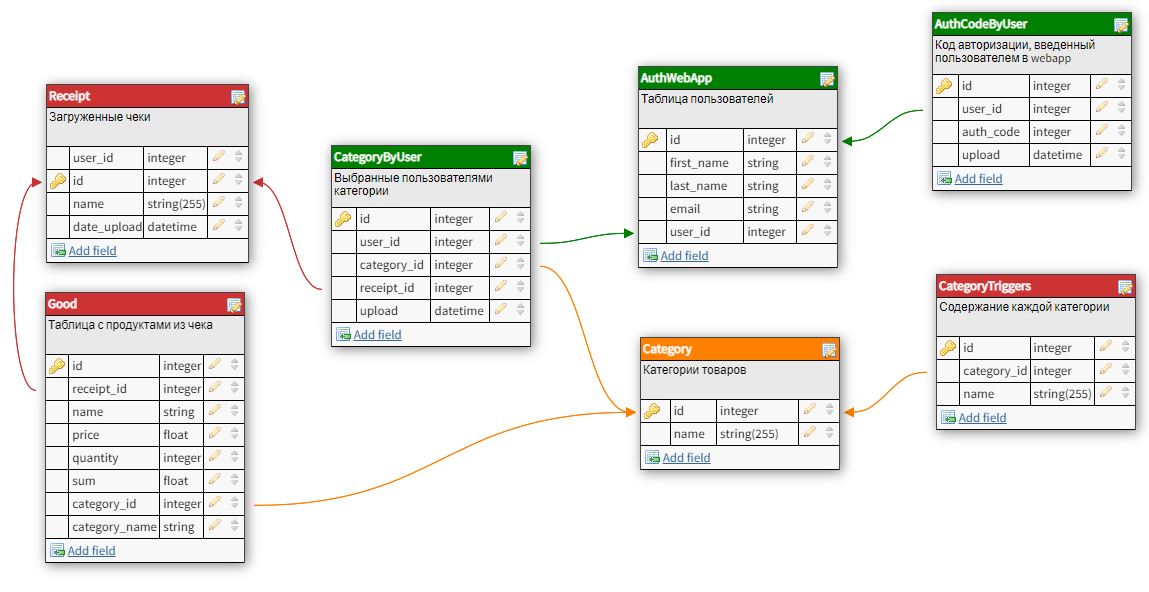 Receipt
Загруженные чеки
user_id integer
id integer
name string(255)
date_upload datetime
Add field
Good
Таблица с продуктами из чека
id integer
receipt_id integer
name string
price float
quantity integer
sum float
category_id integer
category_name string
Add field
CategoryByUser
Выбранные пользователями
категории
id integer
user_id integer
category_id integer
receipt_id integer
upload datetime
Add field
AuthWebApp
Таблица пользователей
id integer
first_name string
last_name string
email string
user_id integer
Add field
Category
Категории товаров
id integer
name string(255)
Add field
AuthCodeByUser
Код авторизации, введенный
пользователем в webapp
id integer
user_id integer
auth_code integer
upload datetime
Add field
CategoryTriggers
Содержание каждой категории
id integer
category_id integer
name string(255)
Add field